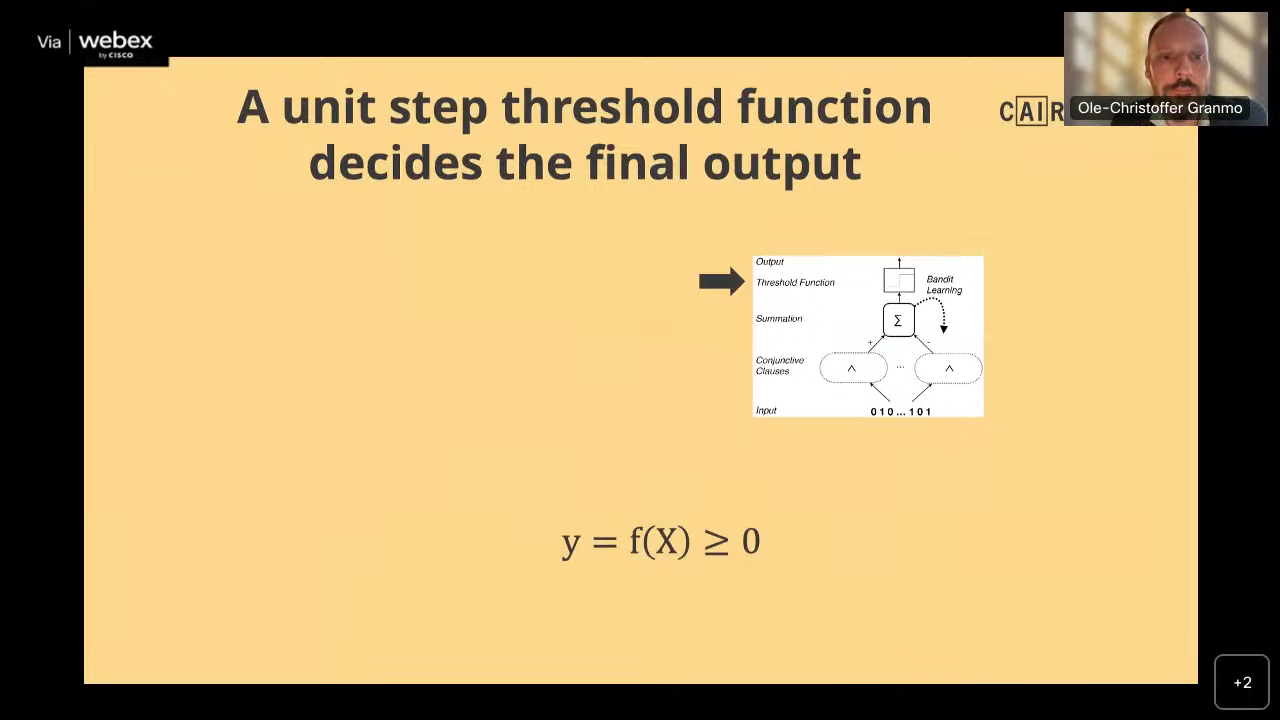 Via webex
by CISCO
A unit step threshold function
decides the final output
CAIR
Ole-Christoffer Granmo
Output
Threshold Function
Bandit
Learning
Summation
Σ
+ -
Conjunctive
Clauses
∧ ... ∧
Input
0 1 0 ... 1 0 1
y = f(X) ≥ 0
+2